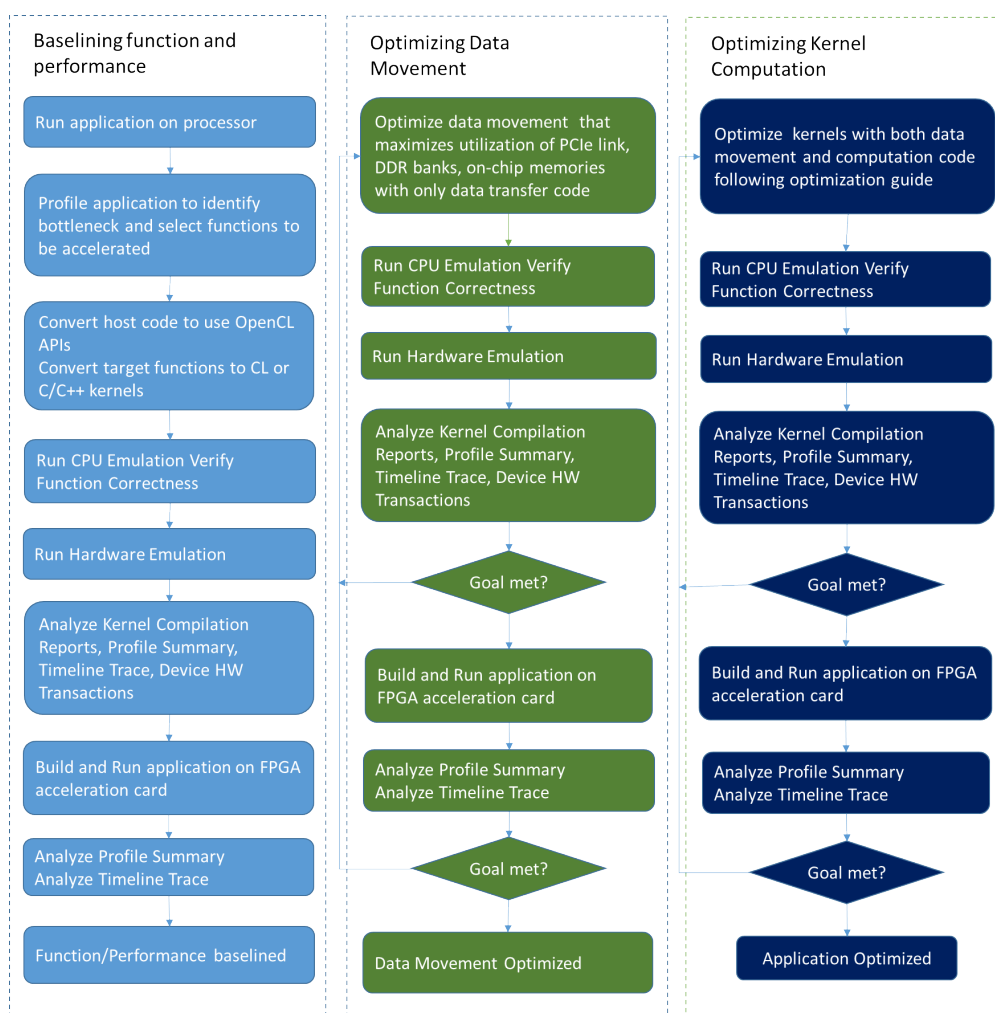 Baselining function and
performance
Run application on processor
Profile application to identify
bottleneck and select functions to
be accelerated
Convert host code to use OpenCL
APIs
Convert target functions to CL or
C/C++ kernels
Run CPU Emulation Verify
Function Correctness
Run Hardware Emulation
Analyze Kernel Compilation
Reports, Profile Summary,
Timeline Trace, Device HW
Transactions
Build and Run application on FPGA
acceleration card
Analyze Profile Summary
Analyze Timeline Trace
Function/Performance baselined
Optimizing Data
Movement
Optimize data movement that
maximizes utilization of PCIe link,
DDR banks, on-chip memories
with only data transfer code
Run CPU Emulation Verify
Function Correctness
Run Hardware Emulation
Analyze Kernel Compilation
Reports, Profile Summary,
Timeline Trace, Device HW
Transactions
Goal met?
Build and Run application on
FPGA acceleration card
Analyze Profile Summary
Analyze Timeline Trace
Goal met?
Data Movement Optimized
Optimizing Kernel
Computation
Optimize kernels with both data
movement and computation code
following optimization guide
Run CPU Emulation Verify
Function Correctness
Run Hardware Emulation
Analyze Kernel Compilation
Reports, Profile Summary,
Timeline Trace, Device HW
Transactions
Goal met?
Build and Run application on FPGA
acceleration card
Analyze Profile Summary
Analyze Timeline Trace
Goal met?
Application Optimized